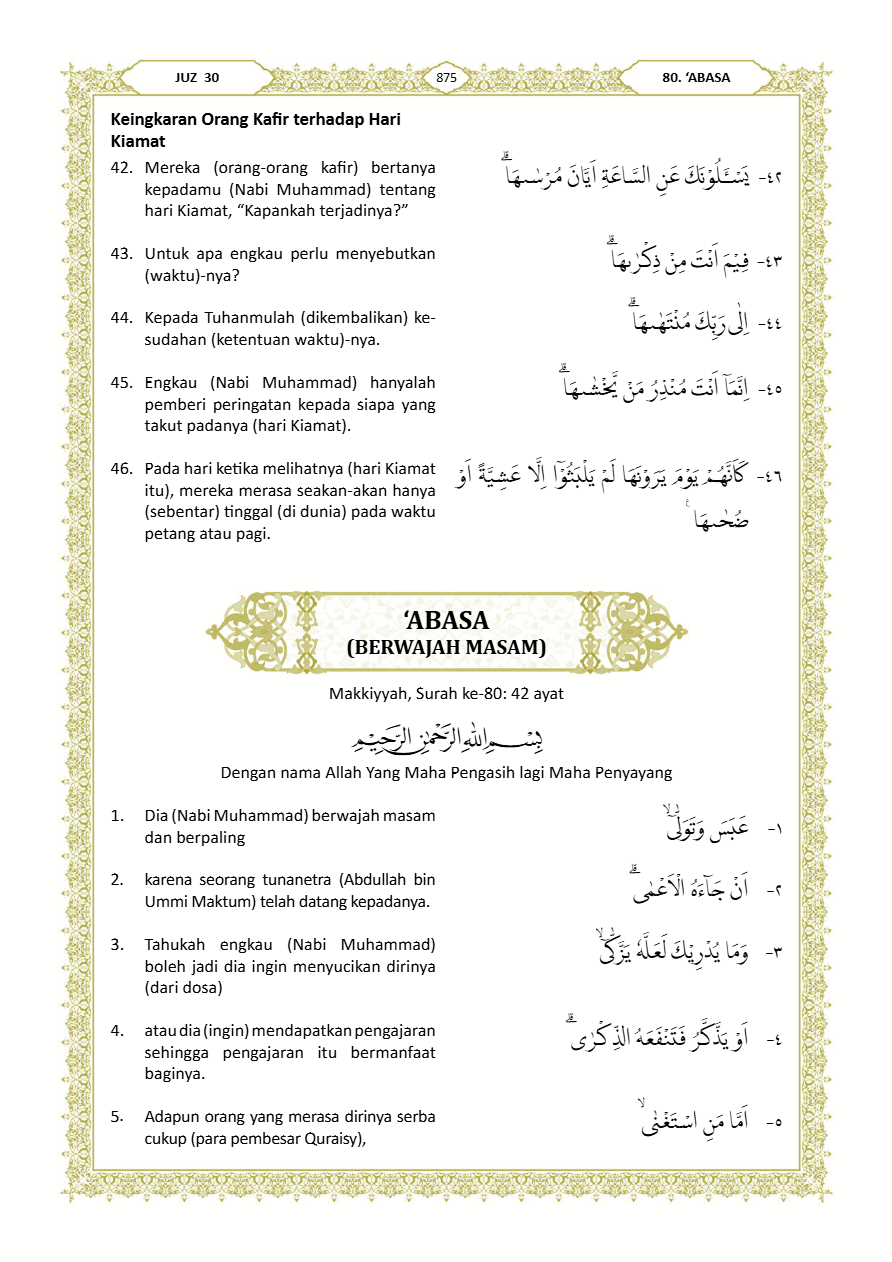 JUZ 30
875
80. ‘ABASA
Keingkaran Orang Kafir terhadap Hari
Kiamat
42. Mereka (orang-orang kafir) bertanya
kepadamu (Nabi Muhammad) tentang
hari Kiamat, “Kapankah terjadinya?”
٤٢- يَسْـَٔلُوْنَكَ عَنِ السَّاعَةِ اَيَّانَ مُرْسٰىهَاۗ
43. Untuk apa engkau perlu menyebutkan
(waktu)-nya?
٤٣- فِيْمَ اَنْتَ مِنْ ذِكْرٰىهَاۗ
44. Kepada Tuhanmulah (dikembalikan) ke-
sudahan (ketentuan waktu)-nya.
٤٤- اِلٰى رَبِّكَ مُنْتَهٰىهَاۗ
45. Engkau (Nabi Muhammad) hanyalah
pemberi peringatan kepada siapa yang
takut padanya (hari Kiamat).
٤٥- اِنَّمَآ اَنْتَ مُنْذِرُ مَنْ يَّخْشٰىهَاۗ
46. Pada hari ketika melihatnya (hari Kiamat
itu), mereka merasa seakan-akan hanya
(sebentar) tinggal (di dunia) pada waktu
petang atau pagi.
٤٦- كَاَنَّهُمْ يَوْمَ يَرَوْنَهَا لَمْ يَلْبَثُوْٓا اِلَّا عَشِيَّةً اَوْ
ضُحٰىهَا ࣖ
‘ABASA
(BERWAJAH MASAM)
Makkiyyah, Surah ke-80: 42 ayat
بِسْمِ اللّٰهِ الرَّحْمٰنِ الرَّحِيْمِ
Dengan nama Allah Yang Maha Pengasih lagi Maha Penyayang
1. Dia (Nabi Muhammad) berwajah masam
dan berpaling
١- عَبَسَ وَتَوَلّٰىٓۙ
2. karena seorang tunanetra (Abdullah bin
Ummi Maktum) telah datang kepadanya.
٢- اَنْ جَاۤءَهُ الْاَعْمٰىۗ
3. Tahukah engkau (Nabi Muhammad)
boleh jadi dia ingin menyucikan dirinya
(dari dosa)
٣- وَمَا يُدْرِيْكَ لَعَلَّهٗ يَزَّكّٰىٓۙ
4. atau dia (ingin) mendapatkan pengajaran
sehingga pengajaran itu bermanfaat
baginya.
٤- اَوْ يَذَّكَّرُ فَتَنْفَعَهُ الذِّكْرٰىۗ
5. Adapun orang yang merasa dirinya serba
cukup (para pembesar Quraisy),
٥- اَمَّا مَنِ اسْتَغْنٰىۙ